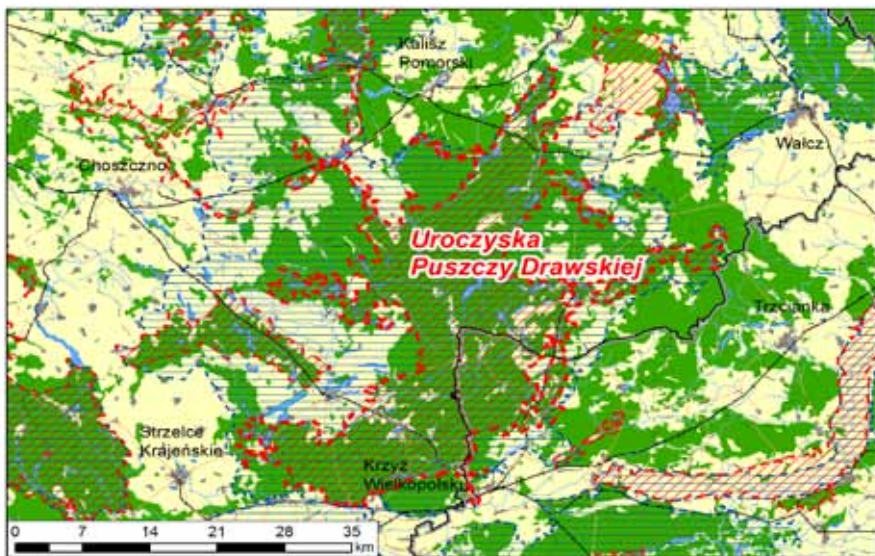 Kalisz
Pomorski
Choszczno
Wałcz
Uroczyska
Puszczy Drawskiej
Trzcianka
Strzelce
Krajeńskie
Krzyż
Wielkopolski
0 7 14 21 28 35
km